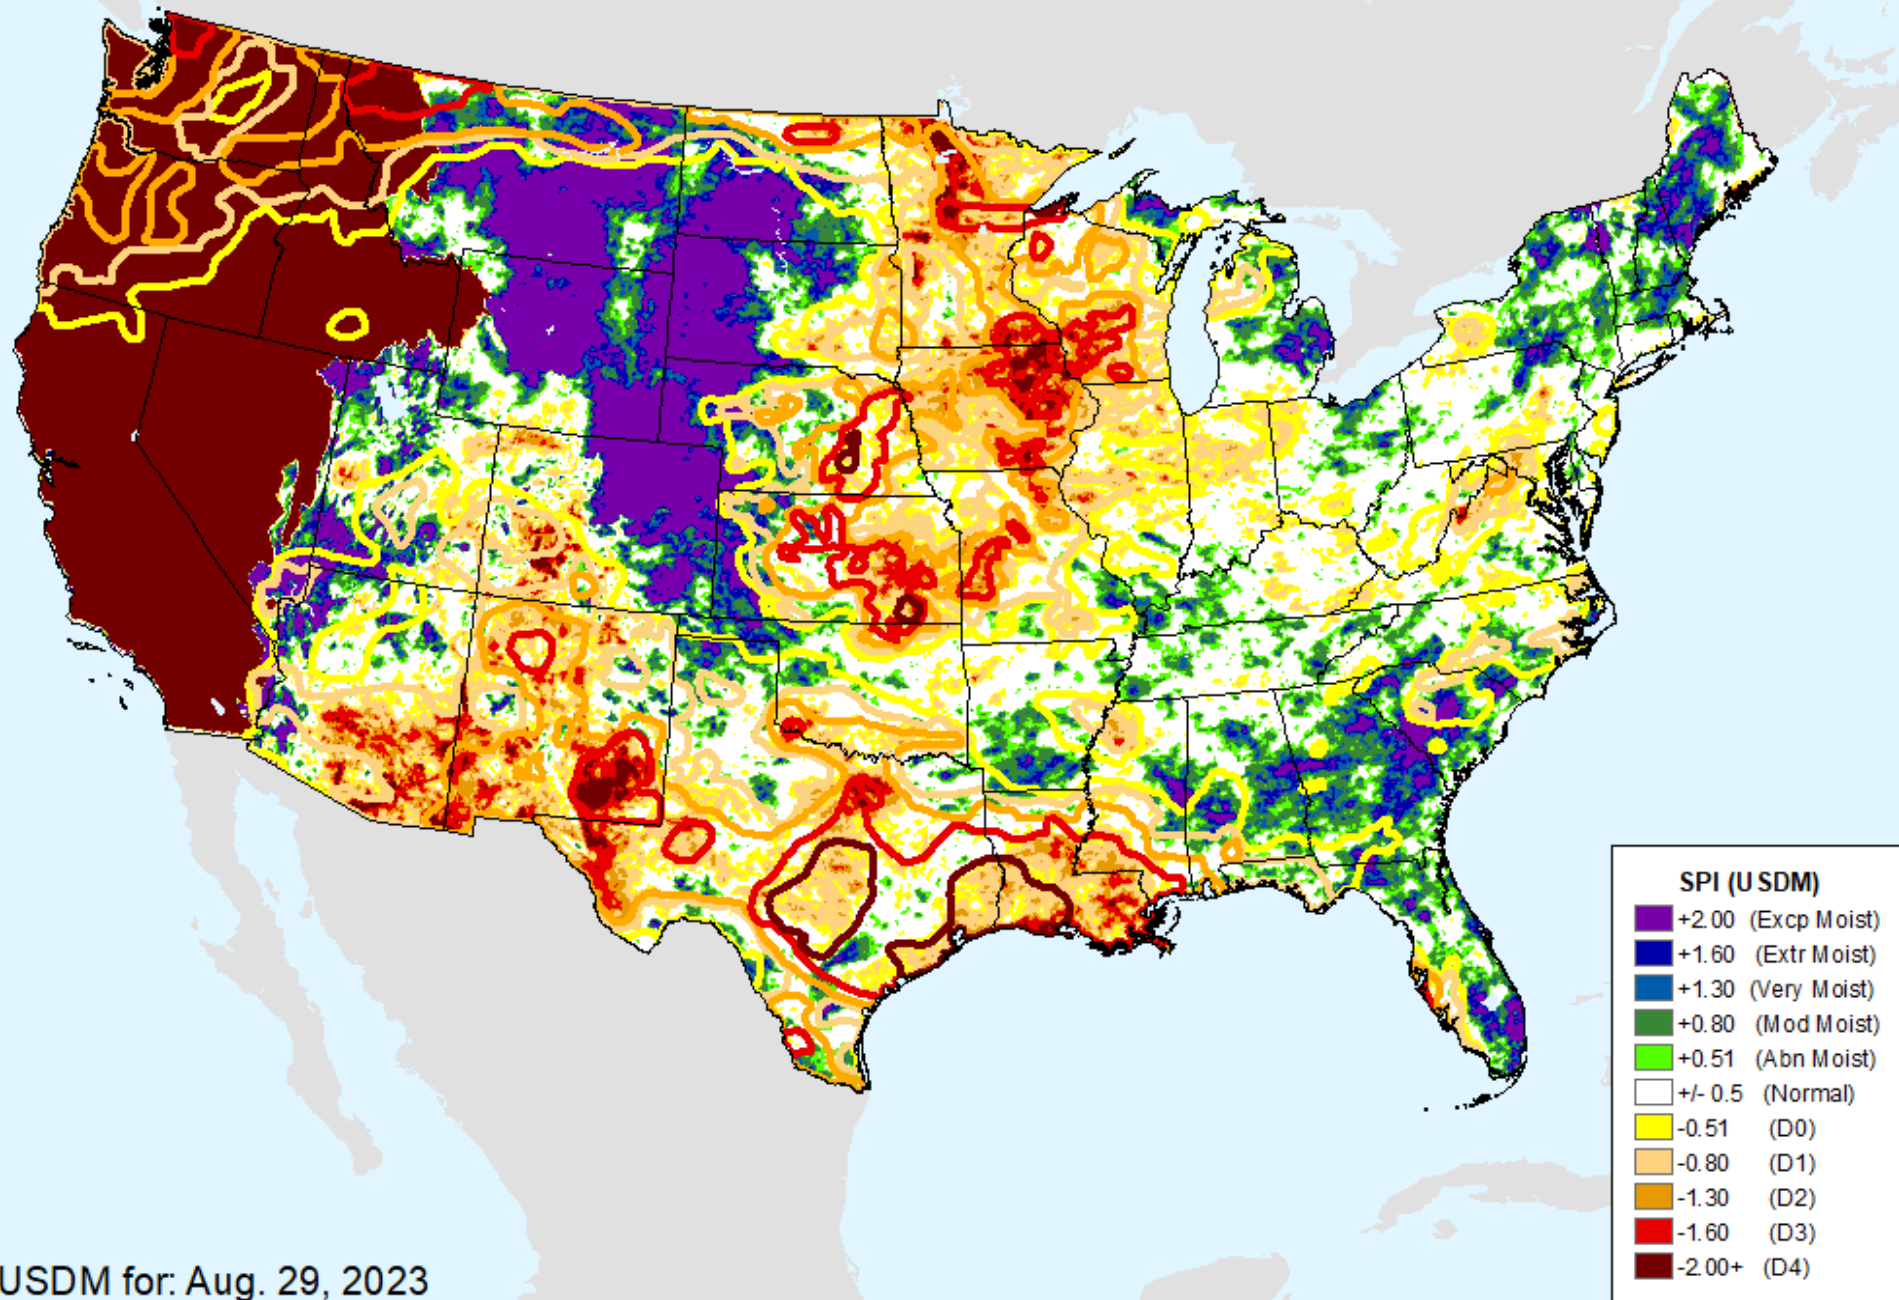 SPI (USDM)
+2.00 (Excp Moist)
+1.60 (Extr Moist)
+1.30 (Very Moist)
+0.80 (Mod Moist)
+0.51 (Abn Moist)
+/- 0.5 (Normal)
-0.51 (D0)
-0.80 (D1)
-1.30 (D2)
-1.60 (D3)
-2.00+ (D4)
USDM for: Aug. 29, 2023